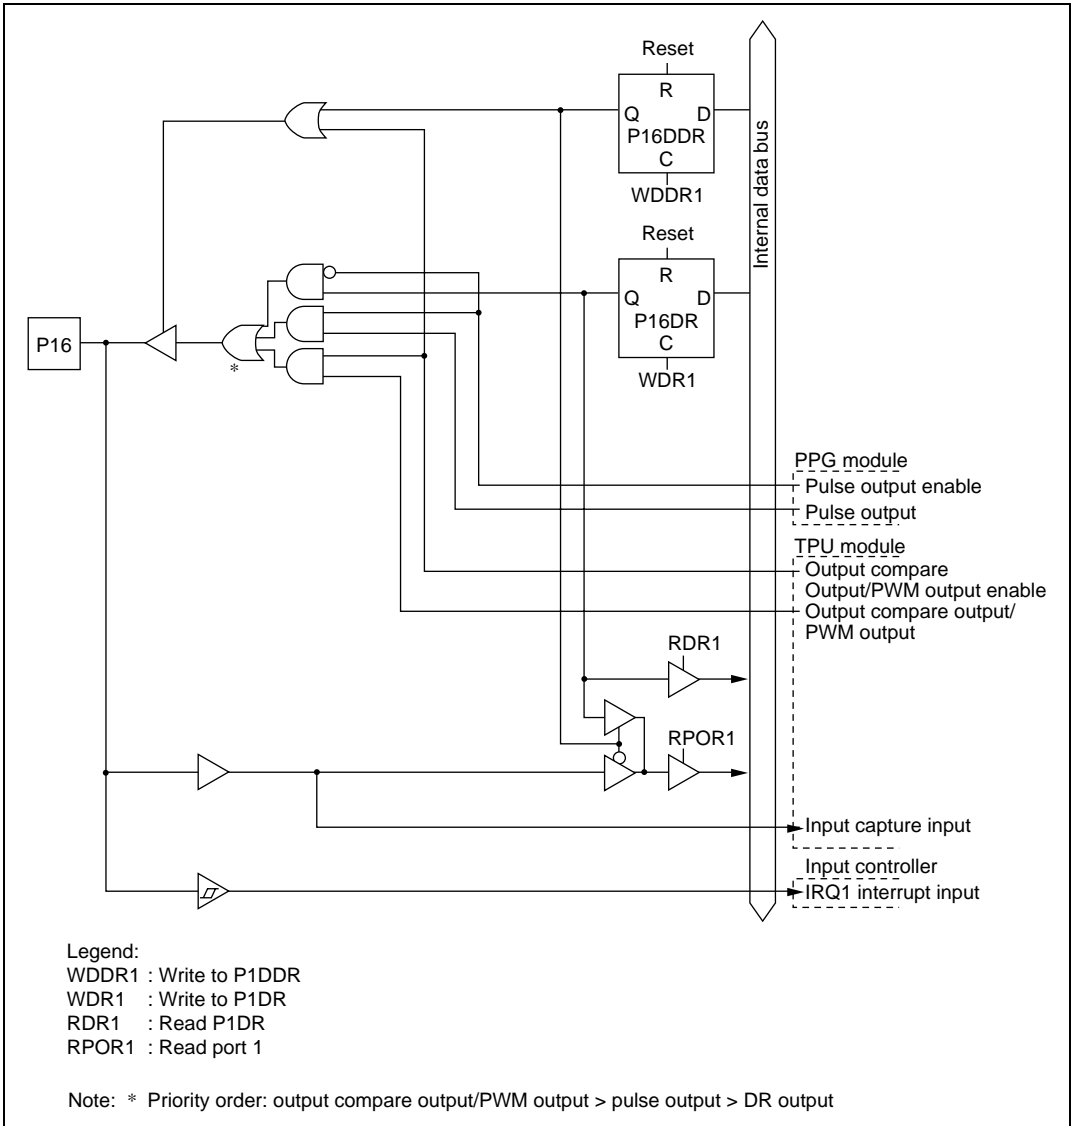 Reset
R
Q D
P16DDR
C
WDDR1
Internal data bus
Reset
R
Q D
P16DR
C
WDR1
P16
*
PPG module
Pulse output enable
Pulse output
TPU module
Output compare
Output/PWM output enable
Output compare output/
PWM output
RDR1
RPOR1
Input capture input
Input controller
IRQ1 interrupt input
Legend:
WDDR1 : Write to P1DDR
WDR1 : Write to P1DR
RDR1 : Read P1DR
RPOR1 : Read port 1
Note: * Priority order: output compare output/PWM output > pulse output > DR output